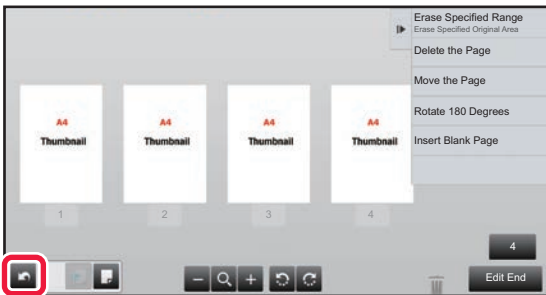 Erase Specified Range
Erase Specified Original Area
Delete the Page
Move the Page
Rotate 180 Degrees
Insert Blank Page
A4
Thumbnail
A4
Thumbnail
A4
Thumbnail
A4
Thumbnail
1
2
3
4
4
Edit End